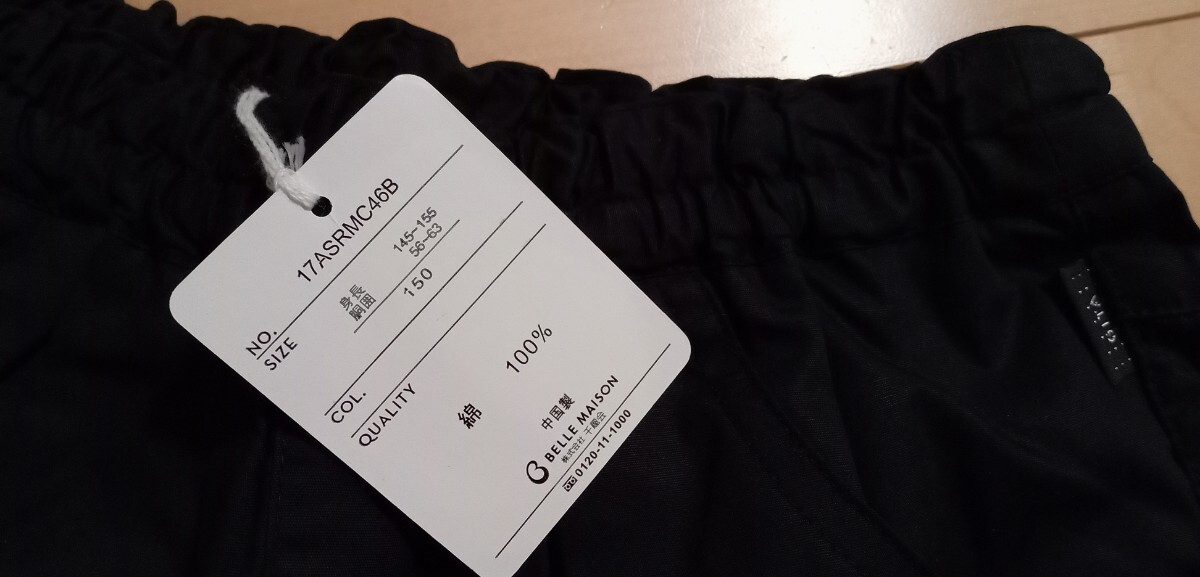 NO. 17ASRMC46B
SIZE
身長 145~155
胴囲 56~63
150
COL.
QUALITY
綿 100%
中国製
BELLE MAISON
株式会社 千趣会
0120-11-1000
GITA